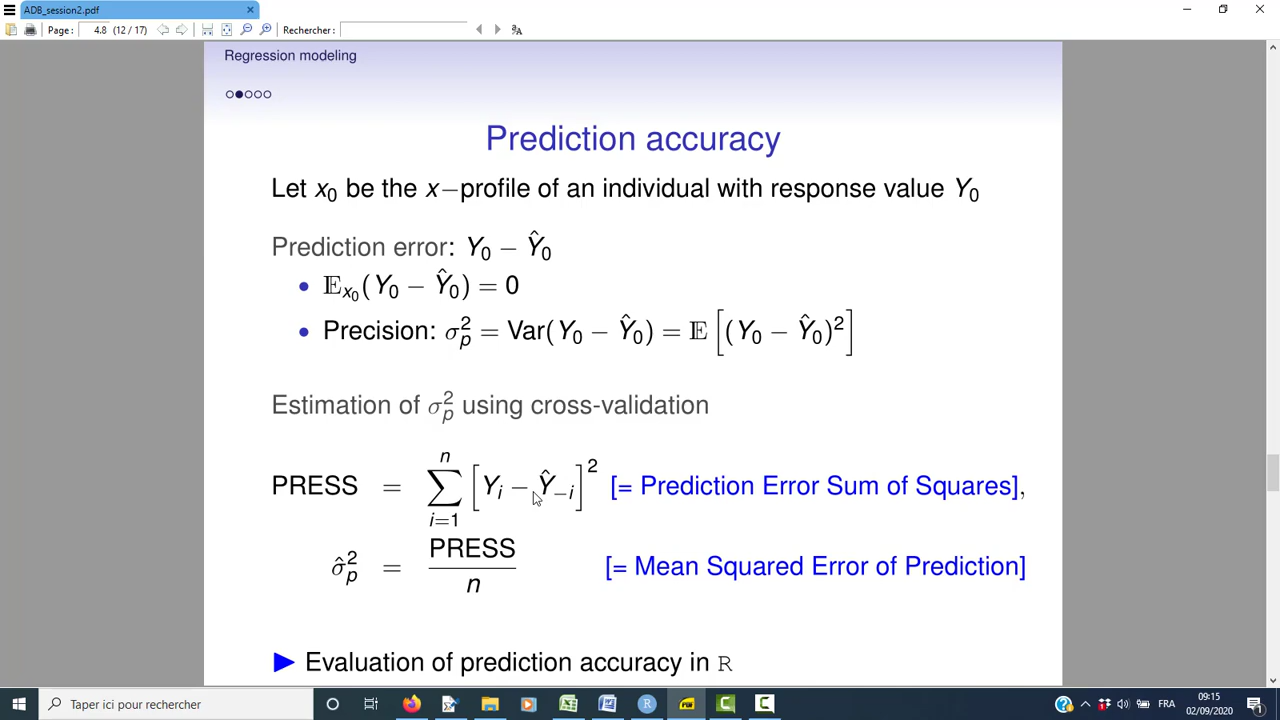 ADB_session2.pdf
Page : 4.8 (12 / 17) Rechercher :
Regression modeling
Prediction accuracy
Let x₀ be the x−profile of an individual with response value Y₀
Prediction error: Y₀ − Ŷ₀
• 𝔼ₓ₀(Y₀ − Ŷ₀) = 0
• Precision: σ²ₚ = Var(Y₀ − Ŷ₀) = 𝔼[(Y₀ − Ŷ₀)²]
Estimation of σ²ₚ using cross-validation
PRESS = ∑ⁿᵢ₌₁ [Yᵢ − Ŷ₋ᵢ]² [= Prediction Error Sum of Squares],
σ̂²ₚ = PRESS / n [= Mean Squared Error of Prediction]
▶ Evaluation of prediction accuracy in R
Taper ici pour rechercher
FRA
09:15
02/09/2020